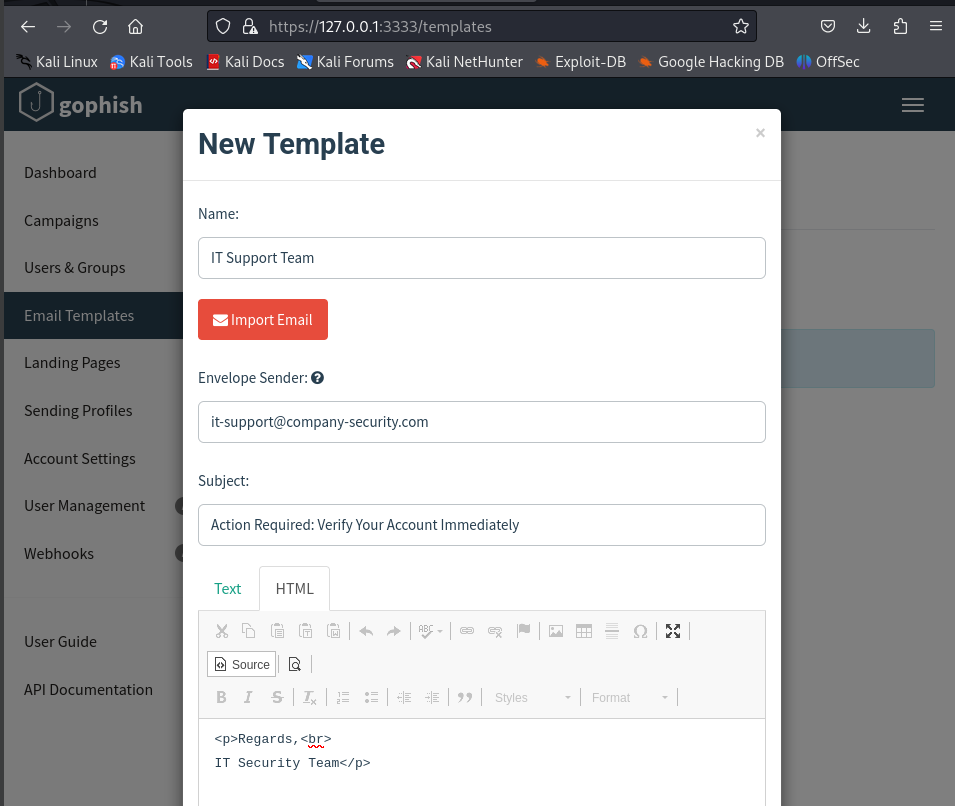 https://127.0.0.1:3333/templates
Kali Linux Kali Tools Kali Docs Kali Forums Kali NetHunter Exploit-DB Google Hacking DB OffSec
gophish
New Template
×
Dashboard
Name:
Campaigns
IT Support Team
Users & Groups
Email Templates
Import Email
Landing Pages
Envelope Sender:
Sending Profiles
it-support@company-security.com
Account Settings
Subject:
User Management
Action Required: Verify Your Account Immediately
Webhooks
Text HTML
ABC
User Guide
Source
API Documentation
B I S Tx Styles Format
<p>Regards,<br>
IT Security Team</p>